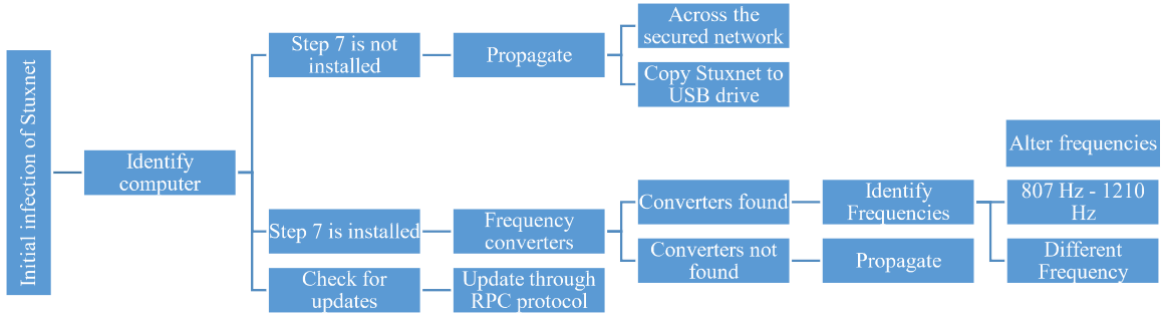 Initial infection of Stuxnet
Identify
computer
Step 7 is not
installed
Propagate
Across the
secured network
Copy Stuxnet to
USB drive
Step 7 is installed
Frequency
converters
Converters found
Identify
Frequencies
Alter frequencies
807 Hz - 1210
Hz
Different
Frequency
Converters not
found
Propagate
Check for
updates
Update through
RPC protocol